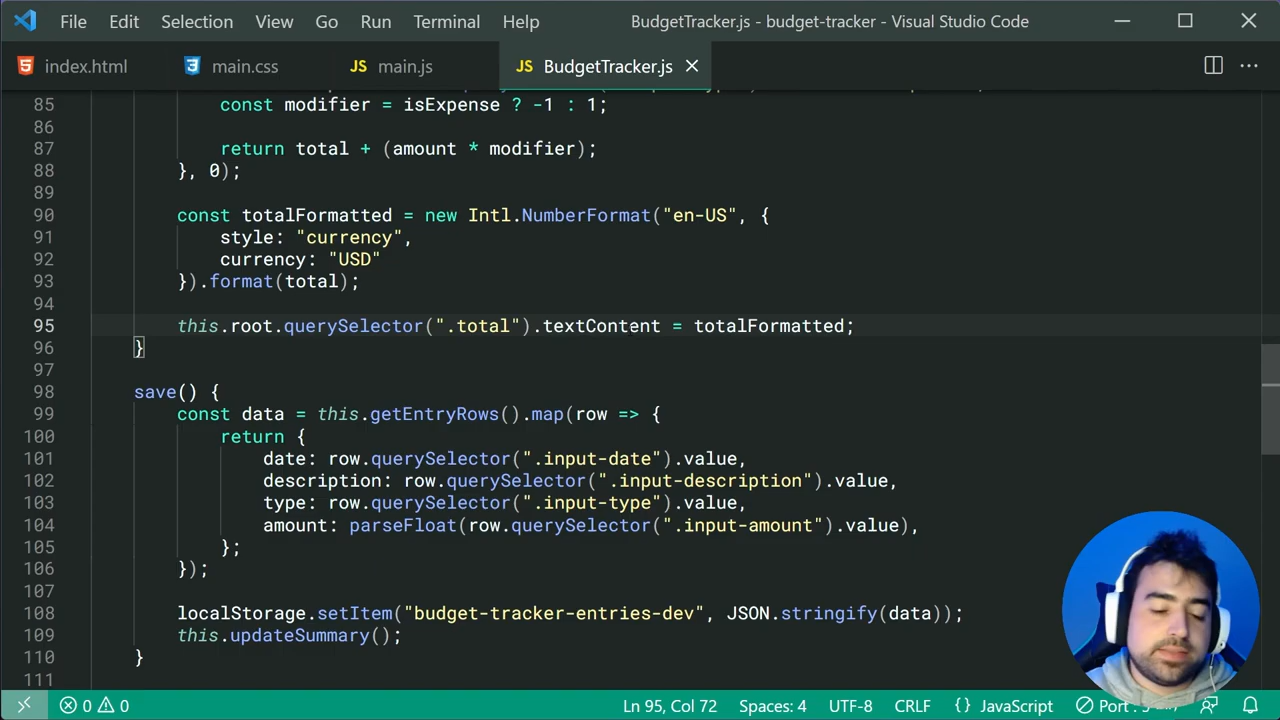 File Edit Selection View Go Run Terminal Help BudgetTracker.js - budget-tracker - Visual Studio Code
index.html main.css JS main.js JS BudgetTracker.js
85 const modifier = isExpense ? -1 : 1;
86
87 return total + (amount * modifier);
88 }, 0);
89
90 const totalFormatted = new Intl.NumberFormat("en-US", {
91 style: "currency",
92 currency: "USD"
93 }).format(total);
94
95 this.root.querySelector(".total").textContent = totalFormatted;
96 }
97
98 save() {
99 const data = this.getEntryRows().map(row => {
100 return {
101 date: row.querySelector(".input-date").value,
102 description: row.querySelector(".input-description").value,
103 type: row.querySelector(".input-type").value,
104 amount: parseFloat(row.querySelector(".input-amount").value),
105 };
106 });
107
108 localStorage.setItem("budget-tracker-entries-dev", JSON.stringify(data));
109 this.updateSummary();
110 }
111
0 0 Ln 95, Col 72 Spaces: 4 UTF-8 CRLF {} JavaScript Port :